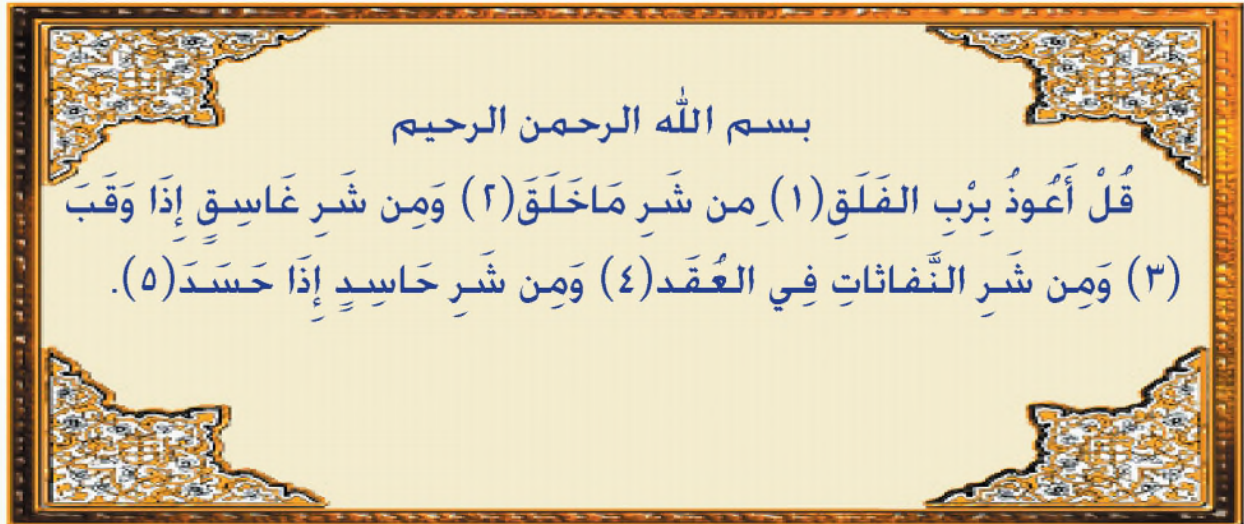 بسم الله الرحمن الرحيم
قُلْ أَعُوذُ بِرْبِ الفَلَقِ(١) مِن شَرِ مَاخَلَقَ(٢) وَمِن شَرِ غَاسِقٍ إِذَا وَقَبَ
(٣) وَمِن شَرِ النَّفاثاتِ فِي العُقَد(٤) وَمِن شَرِ حَاسِدٍ إِذَا حَسَدَ(٥).